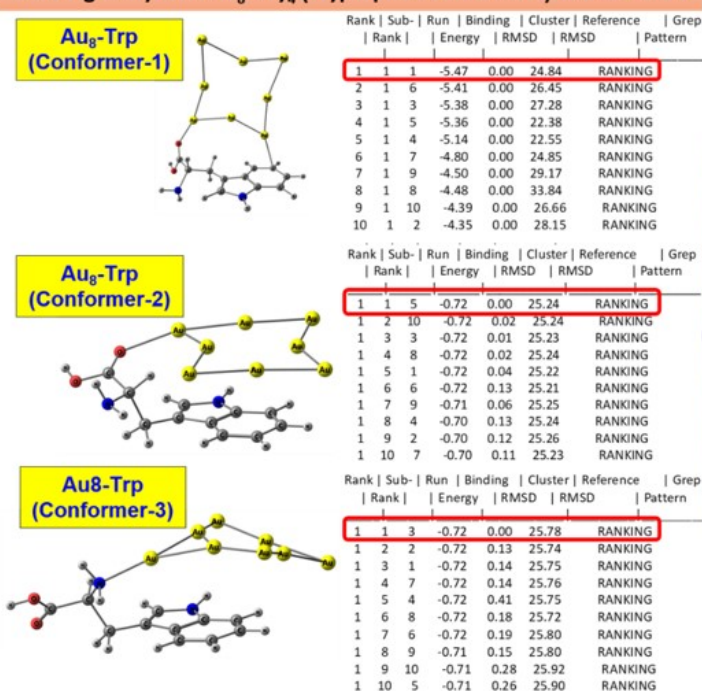 Au8-Trp
(Conformer-1)
Rank | Sub- | Run | Binding | Cluster | Reference | Grep
| Rank | | Energy | RMSD | RMSD | Pattern
1 1 1 -5.47 0.00 24.84 RANKING
2 1 6 -5.41 0.00 26.45 RANKING
3 1 3 -5.38 0.00 27.28 RANKING
4 1 5 -5.36 0.00 22.38 RANKING
5 1 4 -5.14 0.00 22.55 RANKING
6 1 7 -4.80 0.00 24.85 RANKING
7 1 9 -4.50 0.00 29.17 RANKING
8 1 8 -4.48 0.00 33.84 RANKING
9 1 10 -4.39 0.00 26.66 RANKING
10 1 2 -4.35 0.00 28.15 RANKING
Au8-Trp
(Conformer-2)
Au Au Au
Au Au
Au Au Au
Rank | Sub- | Run | Binding | Cluster | Reference | Grep
| Rank | | Energy | RMSD | RMSD | Pattern
1 1 5 -0.72 0.00 25.24 RANKING
1 2 10 -0.72 0.02 25.24 RANKING
1 3 3 -0.72 0.01 25.23 RANKING
1 4 8 -0.72 0.02 25.24 RANKING
1 5 1 -0.72 0.04 25.22 RANKING
1 6 6 -0.72 0.13 25.21 RANKING
1 7 9 -0.71 0.06 25.25 RANKING
1 8 4 -0.70 0.13 25.24 RANKING
1 9 2 -0.70 0.12 25.26 RANKING
1 10 7 -0.70 0.11 25.23 RANKING
Au8-Trp
(Conformer-3)
Au Au
Au Au Au Au
Au Au
Rank | Sub- | Run | Binding | Cluster | Reference | Grep
| Rank | | Energy | RMSD | RMSD | Pattern
1 1 3 -0.72 0.00 25.78 RANKING
1 2 2 -0.72 0.13 25.74 RANKING
1 3 1 -0.72 0.14 25.75 RANKING
1 4 7 -0.72 0.14 25.76 RANKING
1 5 4 -0.72 0.41 25.75 RANKING
1 6 8 -0.72 0.18 25.72 RANKING
1 7 6 -0.72 0.19 25.80 RANKING
1 8 9 -0.71 0.15 25.80 RANKING
1 9 10 -0.71 0.28 25.92 RANKING
1 10 5 -0.71 0.26 25.90 RANKING